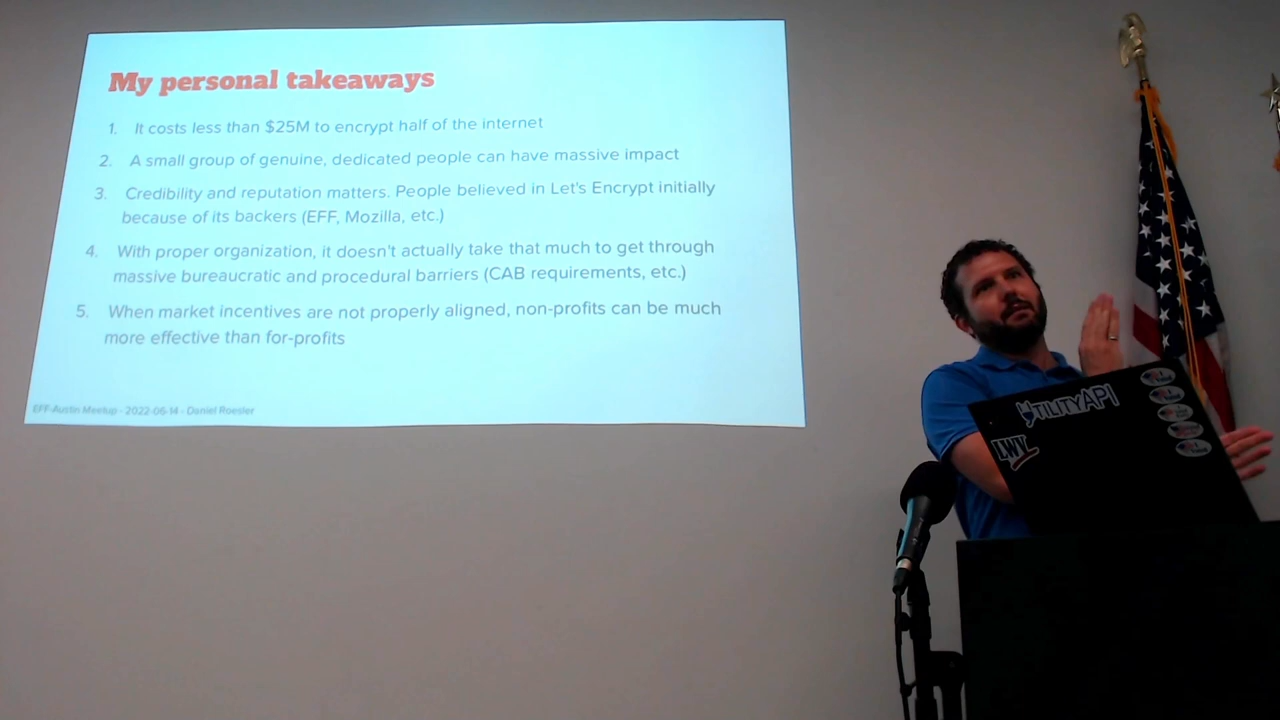 My personal takeaways
1. It costs less than $25M to encrypt half of the internet
2. A small group of genuine, dedicated people can have massive impact
3. Credibility and reputation matters. People believed in Let's Encrypt initially
because of its backers (EFF, Mozilla, etc.)
4. With proper organization, it doesn't actually take that much to get through
massive bureaucratic and procedural barriers (CAB requirements, etc.)
5. When market incentives are not properly aligned, non-profits can be much
more effective than for-profits
EFF-Austin Meetup - 2022-06-14 - Daniel Roesler
UTILITYAPI
LWV